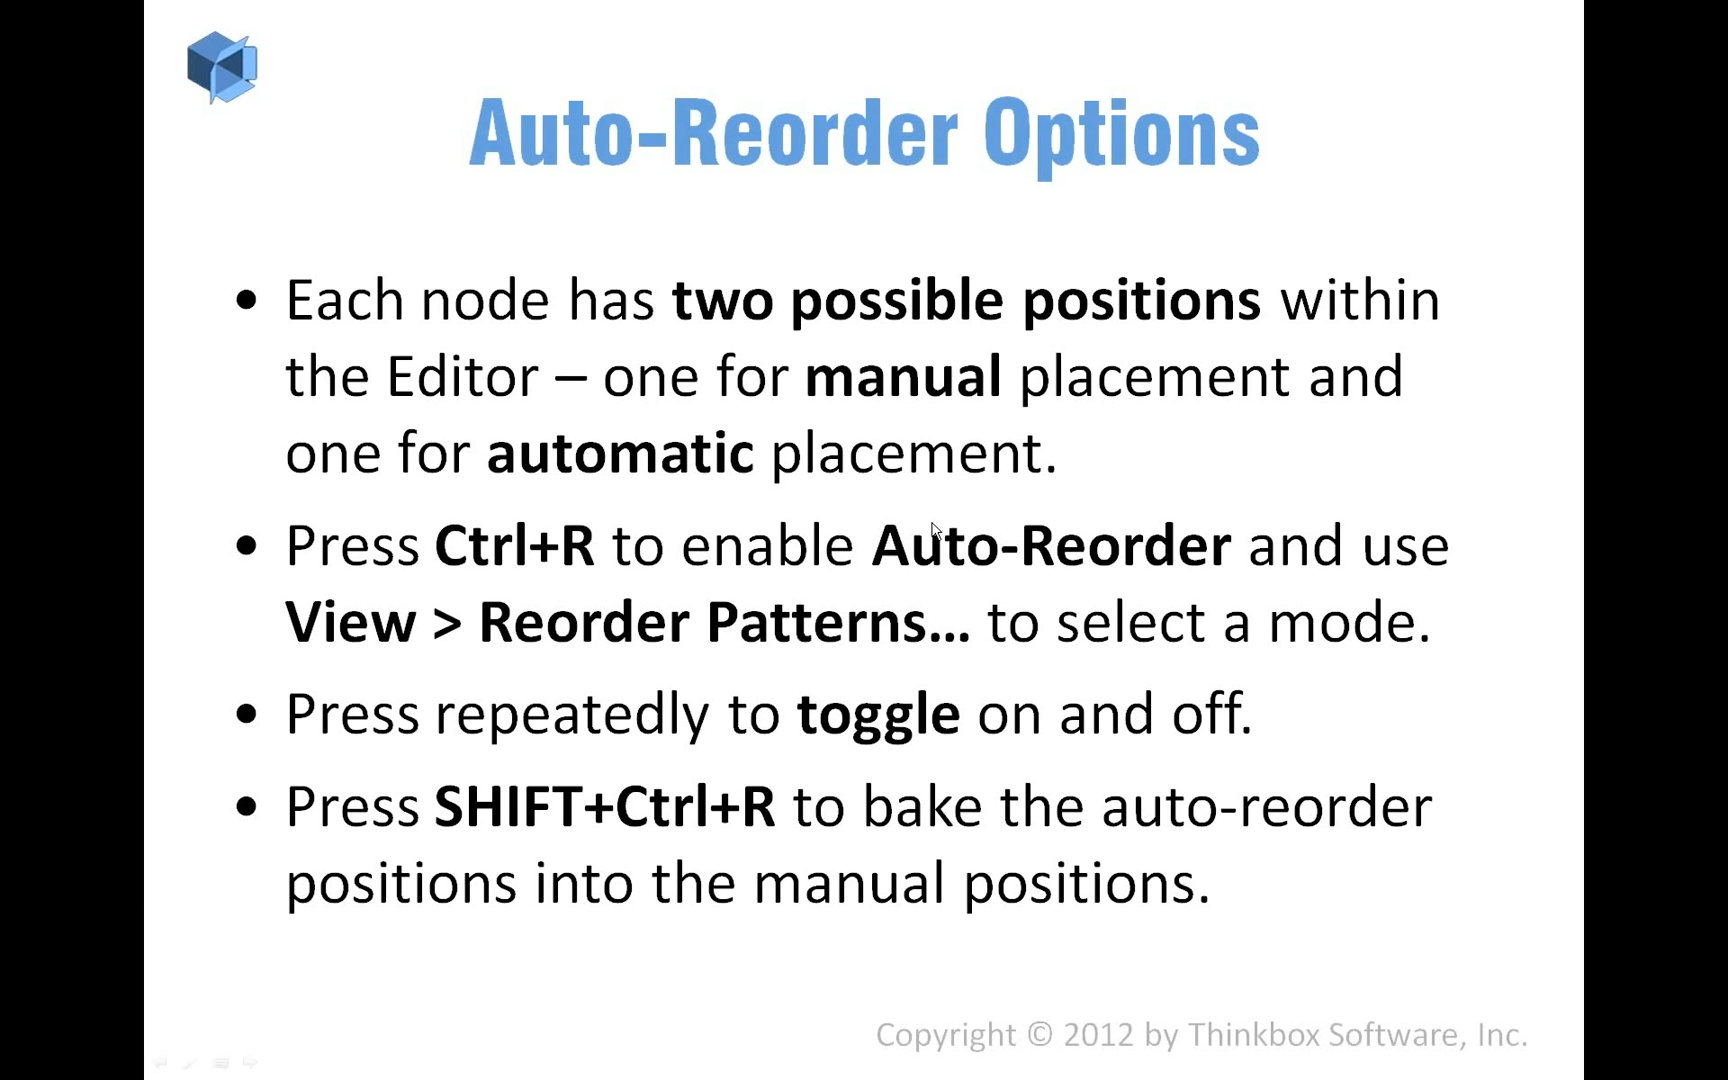 Auto-Reorder Options
• Each node has two possible positions within
the Editor – one for manual placement and
one for automatic placement.
• Press Ctrl+R to enable Auto-Reorder and use
View > Reorder Patterns... to select a mode.
• Press repeatedly to toggle on and off.
• Press SHIFT+Ctrl+R to bake the auto-reorder
positions into the manual positions.
Copyright © 2012 by Thinkbox Software, Inc.